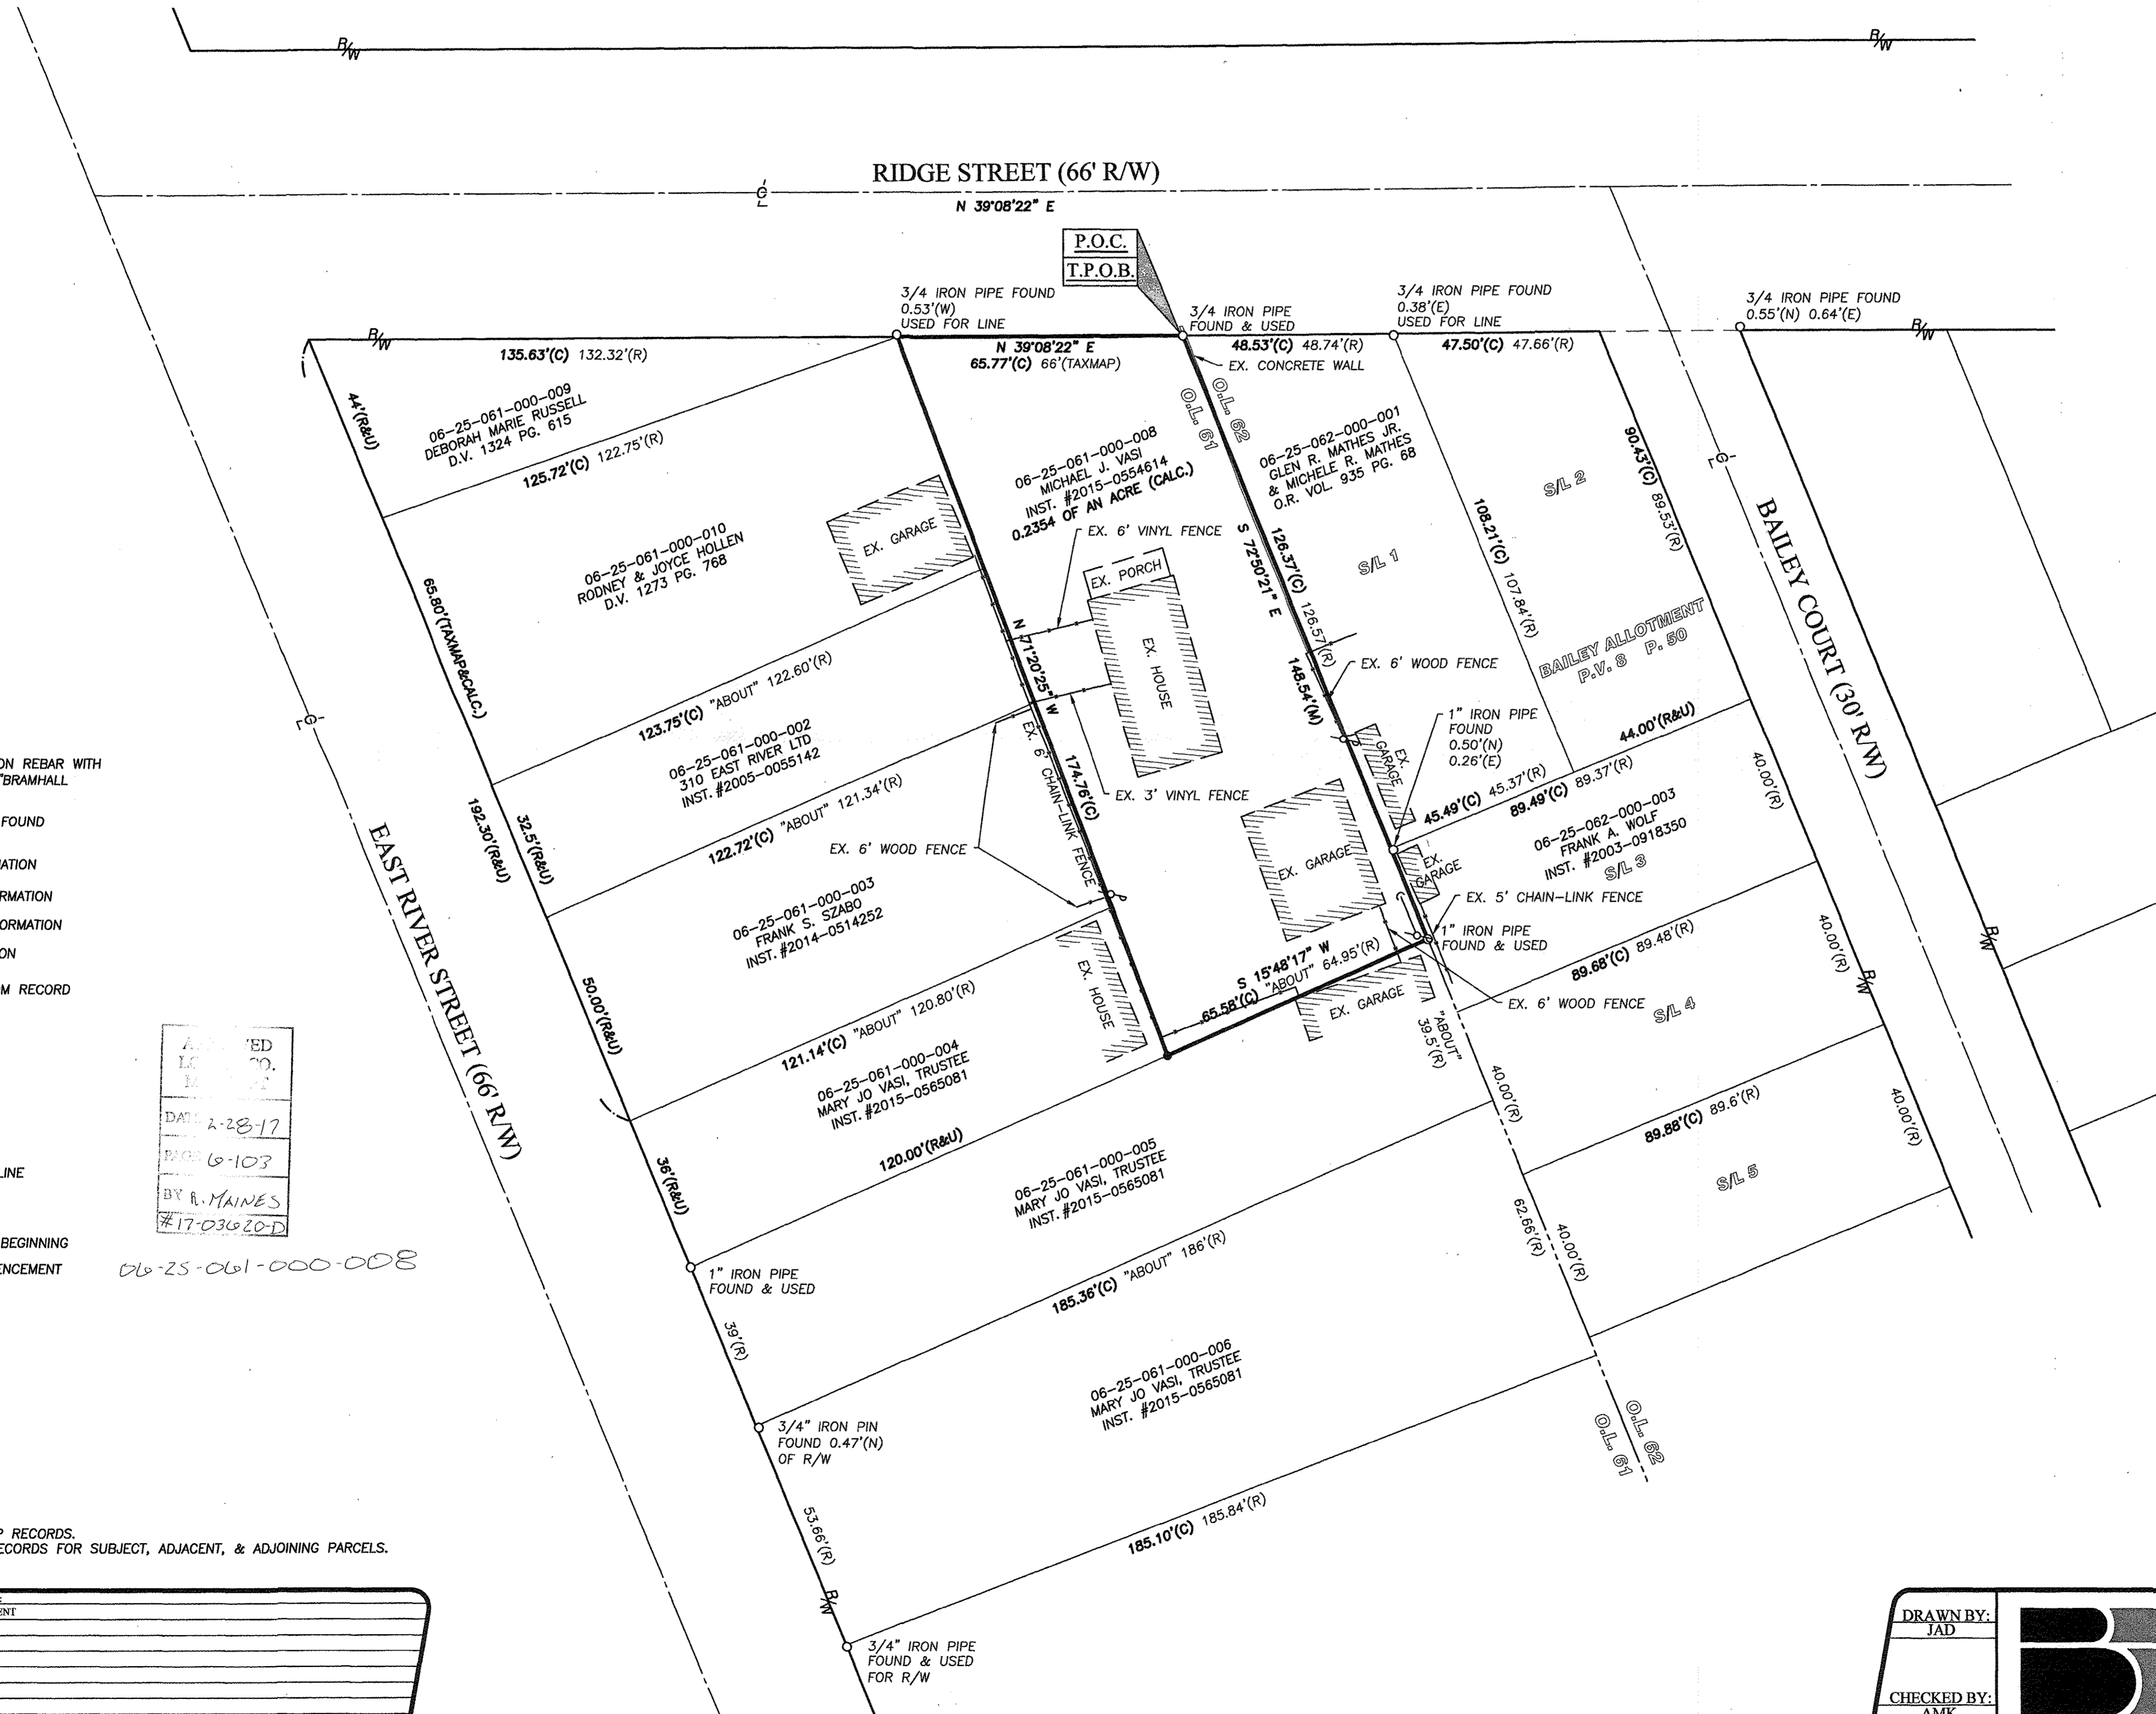 R/W
R/W
RIDGE STREET (66' R/W)
N 39°08'22" E
P.O.C.
T.P.O.B.
3/4 IRON PIPE FOUND
0.53'(W)
USED FOR LINE
3/4 IRON PIPE
FOUND & USED
3/4 IRON PIPE FOUND
0.38'(E)
USED FOR LINE
3/4 IRON PIPE FOUND
0.55'(N) 0.64'(E)
R/W
R/W
135.63'(C) 132.32'(R)
N 39°08'22" E
65.77'(C) 66'(TAXMAP)
48.53'(C) 48.74'(R)
47.50'(C) 47.66'(R)
EX. CONCRETE WALL
44'(R&U)
06-25-061-000-009
DEBORAH MARIE RUSSELL
D.V. 1324 PG. 615
125.72'(C) 122.75'(R)
O.L. 61
O.L. 62
06-25-061-000-008
MICHAEL J. VASI
INST. #2015-0554614
0.2354 OF AN ACRE (CALC.)
06-25-062-000-001
GLEN R. MATHES JR.
& MICHELE R. MATHES
O.R. VOL. 935 PG. 68
S/L 2
90.43'(C) 89.53'(R)
108.21'(C) 107.84'(R)
BAILEY COURT (30' R/W)
EX. GARAGE
EX. 6' VINYL FENCE
S 72°50'21" E
126.37'(C) 126.57'(R)
148.54'(M)
S/L 1
06-25-061-000-010
RODNEY & JOYCE HOLLEN
D.V. 1273 PG. 768
65.80'(TAXMAP&CALC.)
EX. PORCH
EX. HOUSE
BAILEY ALLOTMENT
P.V. 8 P. 50
N 71°20'25" W
174.76'(C)
EX. 6' CHAIN-LINK FENCE
EX. 6' WOOD FENCE
123.75'(C) "ABOUT" 122.60'(R)
06-25-061-000-002
310 EAST RIVER LTD
INST. #2005-0055142
1" IRON PIPE
FOUND
0.50'(N)
0.26'(E)
44.00'(R&U)
EX.
GARAGE
45.49'(C) 45.37'(R)
89.49'(C) 89.37'(R)
40.00'(R)
ON REBAR WITH
"BRAMHALL
FOUND
192.30'(R&U)
32.5'(R&U)
EX. 3' VINYL FENCE
122.72'(C) "ABOUT" 121.34'(R)
EX. 6' WOOD FENCE
EX. GARAGE
EX.
GARAGE
06-25-062-000-003
FRANK A. WOLF
INST. #2003-0918350
S/L 3
EAST RIVER STREET (66' R/W)
06-25-061-000-003
FRANK S. SZABO
INST. #2014-0514252
EX. 5' CHAIN-LINK FENCE
1" IRON PIPE
FOUND & USED
MATION
RMATION
ORMATION
ON
M RECORD
50.00'(R&U)
EX. HOUSE
S 15°48'17" W
65.58'(C) "ABOUT" 64.95'(R)
EX. GARAGE
EX. 6' WOOD FENCE
"ABOUT"
39.5'(R)
89.68'(C) 89.48'(R)
40.00'(R)
R/W
R/W
S/L 4
121.14'(C) "ABOUT" 120.80'(R)
06-25-061-000-004
MARY JO VASI, TRUSTEE
INST. #2015-0565081
40.00'(R)
40.00'(R)
89.88'(C) 89.6'(R)
S/L 5
DATE 2-28-17
PAGE 6-103
BY R. MAINES
#17-03620-D
06-25-061-000-008
LINE
BEGINNING
ENCEMENT
36'(R&U)
120.00'(R&U)
06-25-061-000-005
MARY JO VASI, TRUSTEE
INST. #2015-0565081
62.66'(R)
40.00'(R)
1" IRON PIPE
FOUND & USED
185.36'(C) "ABOUT" 186'(R)
39'(R)
06-25-061-000-006
MARY JO VASI, TRUSTEE
INST. #2015-0565081
3/4" IRON PIN
FOUND 0.47'(N)
OF R/W
O.L. 61
O.L. 62
53.66'(R)
185.10'(C) 185.84'(R)
R/W
3/4" IRON PIPE
FOUND & USED
FOR R/W
P RECORDS.
ECORDS FOR SUBJECT, ADJACENT, & ADJOINING PARCELS.
ENT
DRAWN BY:
JAD
CHECKED BY:
AMK